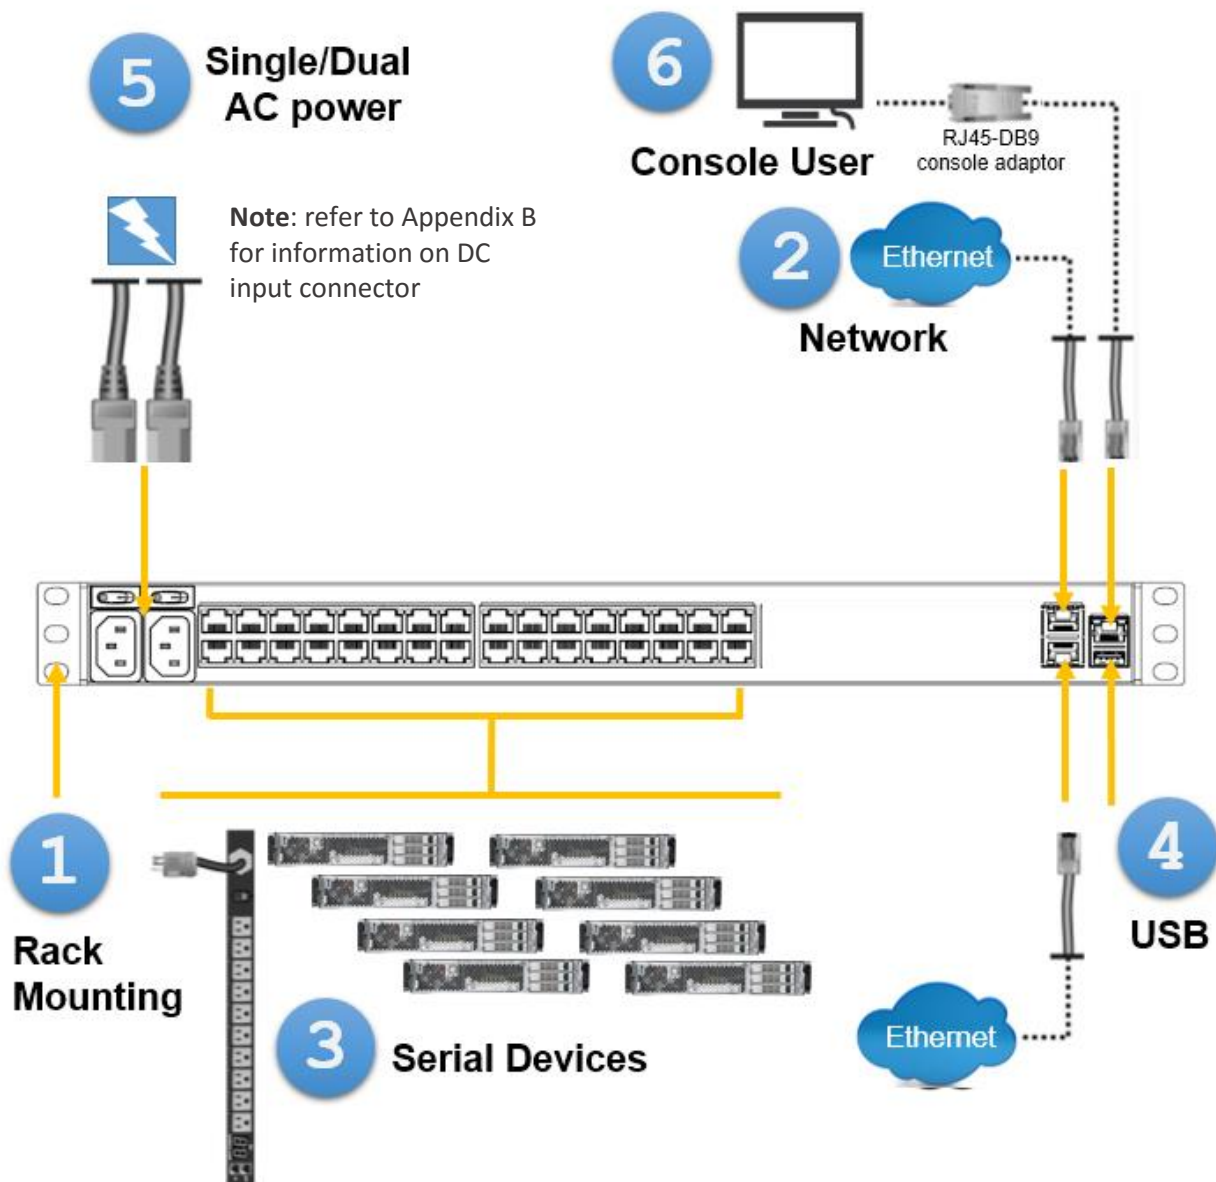 5
Single/Dual
AC power
Note: refer to Appendix B
for information on DC
input connector
6
Console User
RJ45-DB9
console adaptor
2
Ethernet
Network
1
Rack
Mounting
3
Serial Devices
4
USB
Ethernet